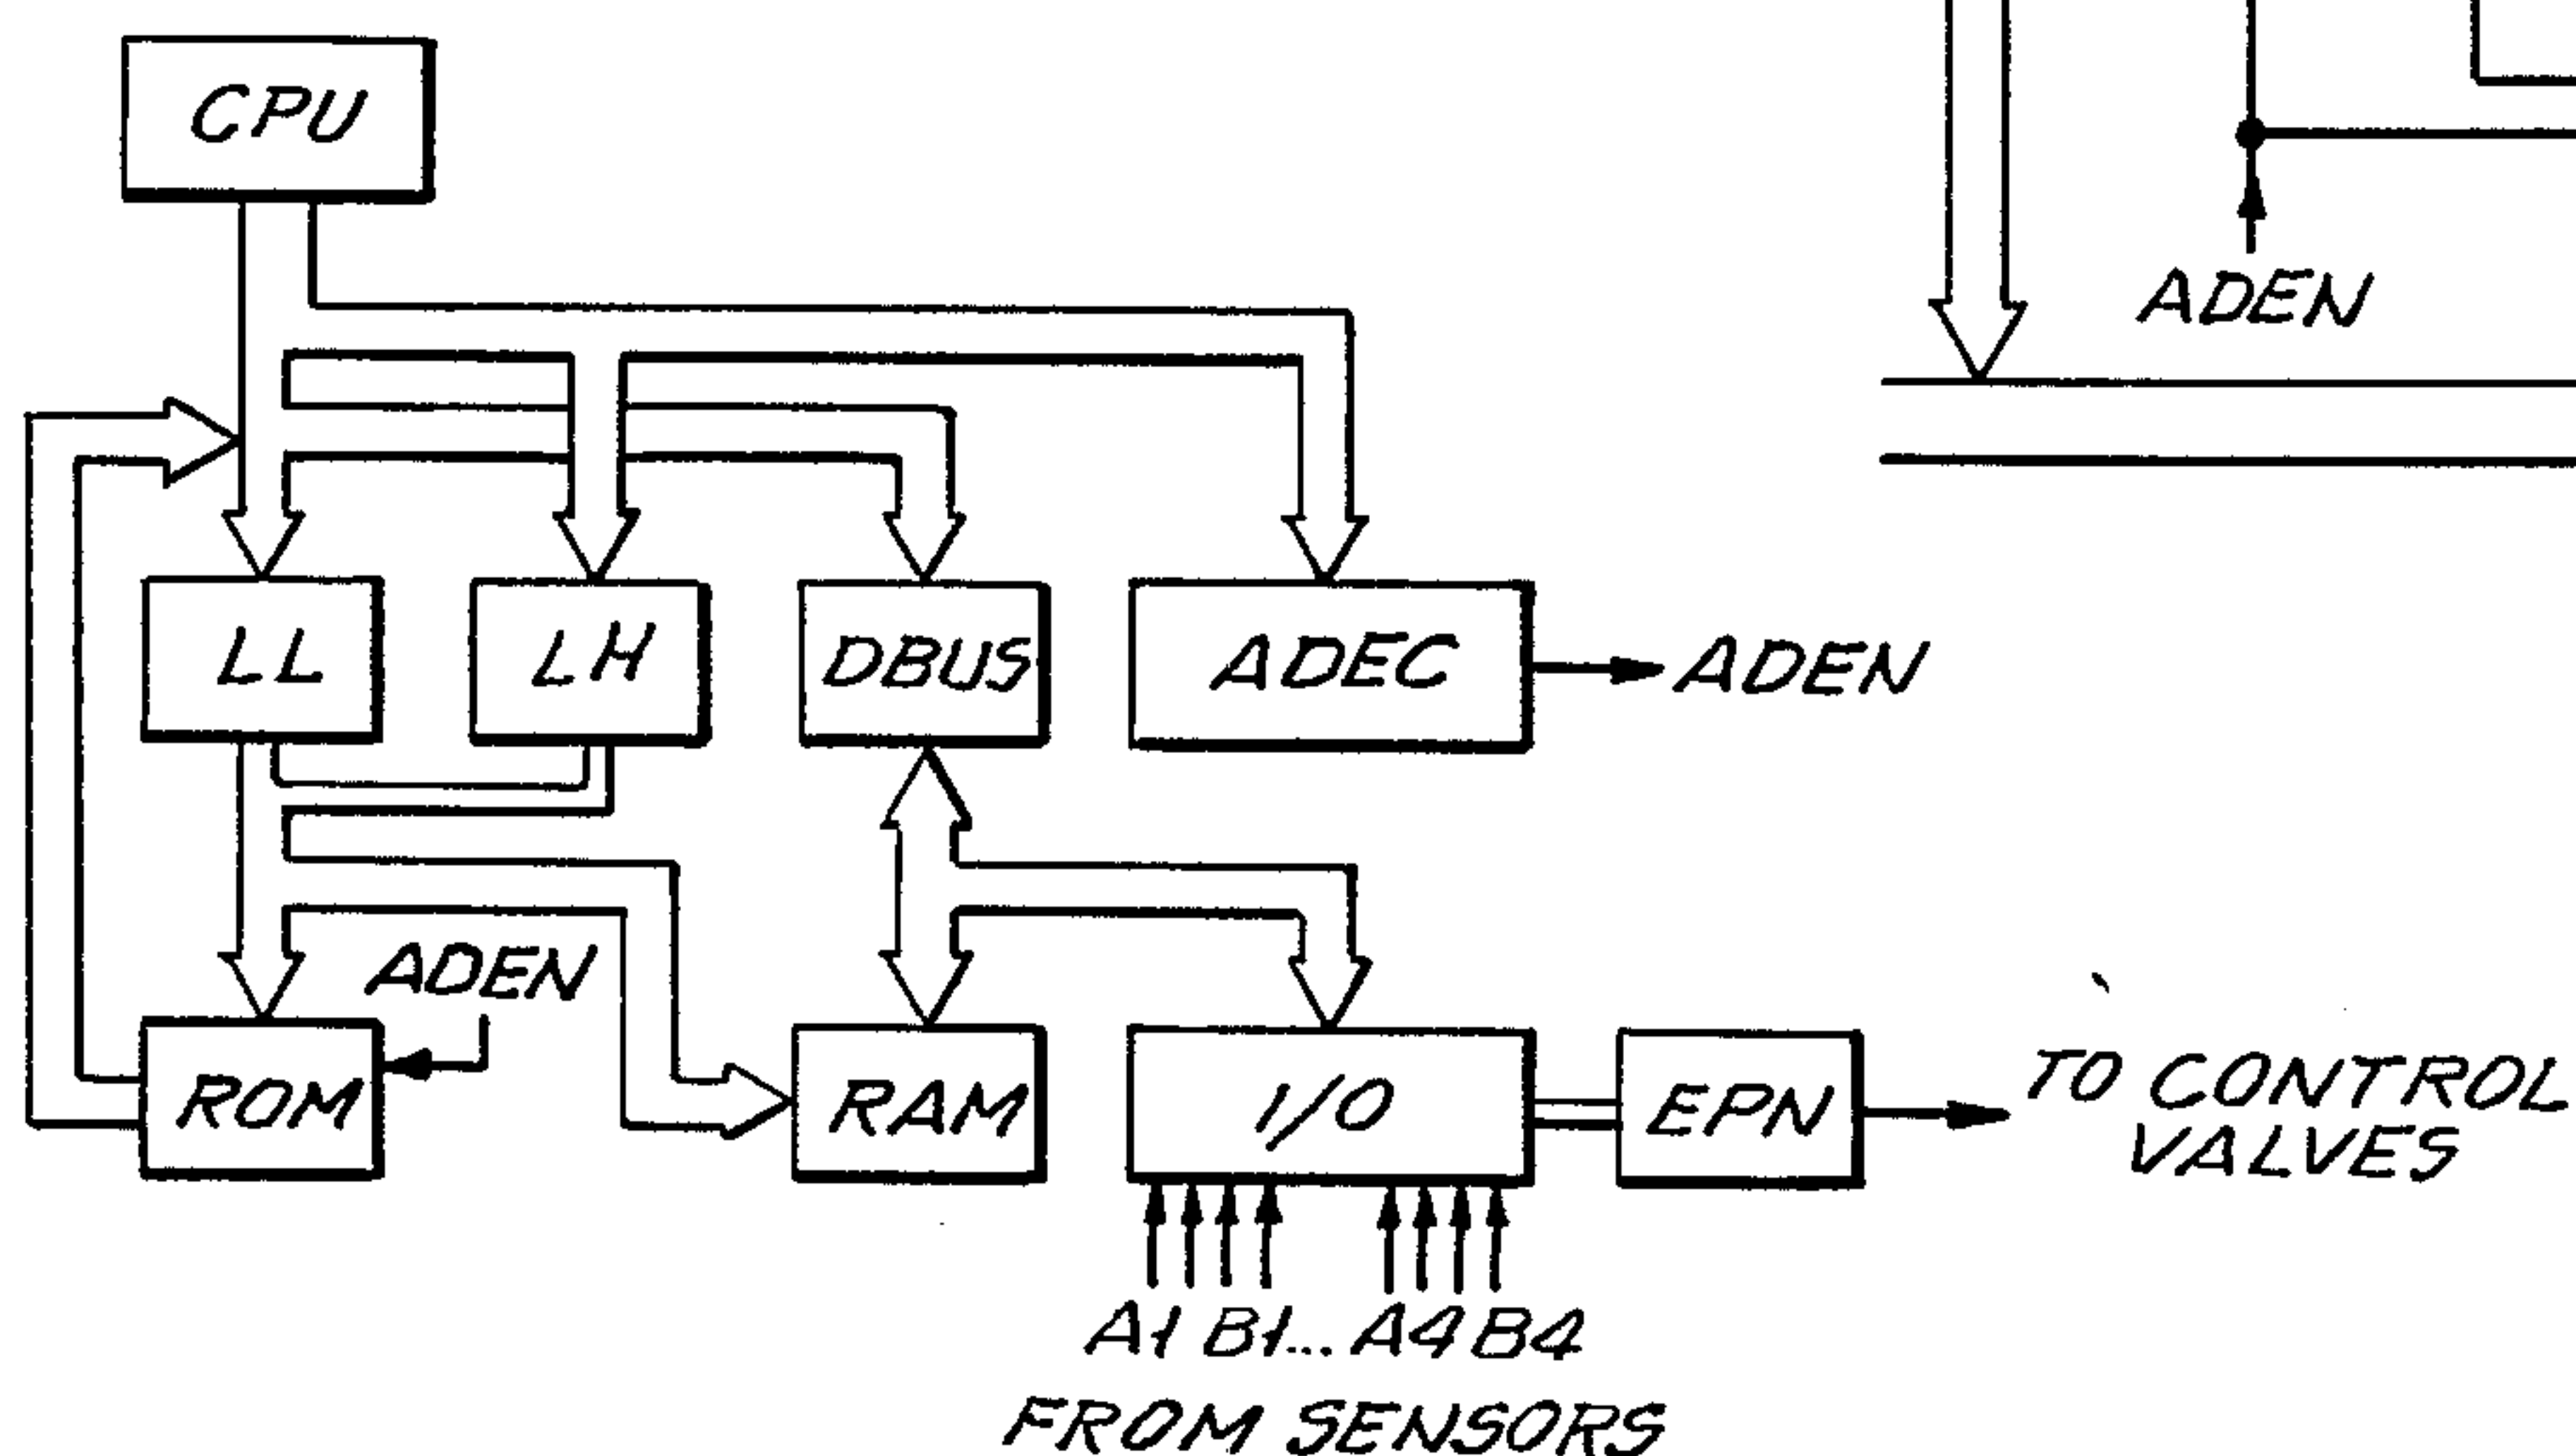 CPU
ADEN
LL
LH
DBUS
ADEC
ADEN
ADEN
ROM
RAM
I/O
EPN
TO CONTROL
VALVES
A1 B1... A4 B4
FROM SENSORS